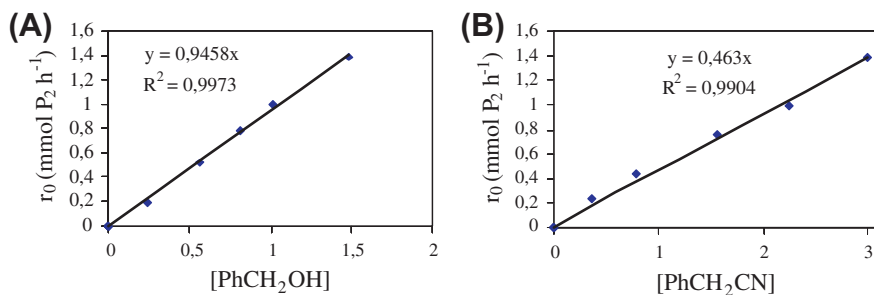 (A)
y = 0,9458x
R² = 0,9973
r₀ (mmol P₂ h⁻¹)
1,6
1,4
1,2
1
0,8
0,6
0,4
0,2
0
0 0,5 1 1,5 2
[PhCH₂OH]
(B)
y = 0,463x
R² = 0,9904
r₀ (mmol P₂ h⁻¹)
1,6
1,4
1,2
1
0,8
0,6
0,4
0,2
0
0 1 2 3
[PhCH₂CN]